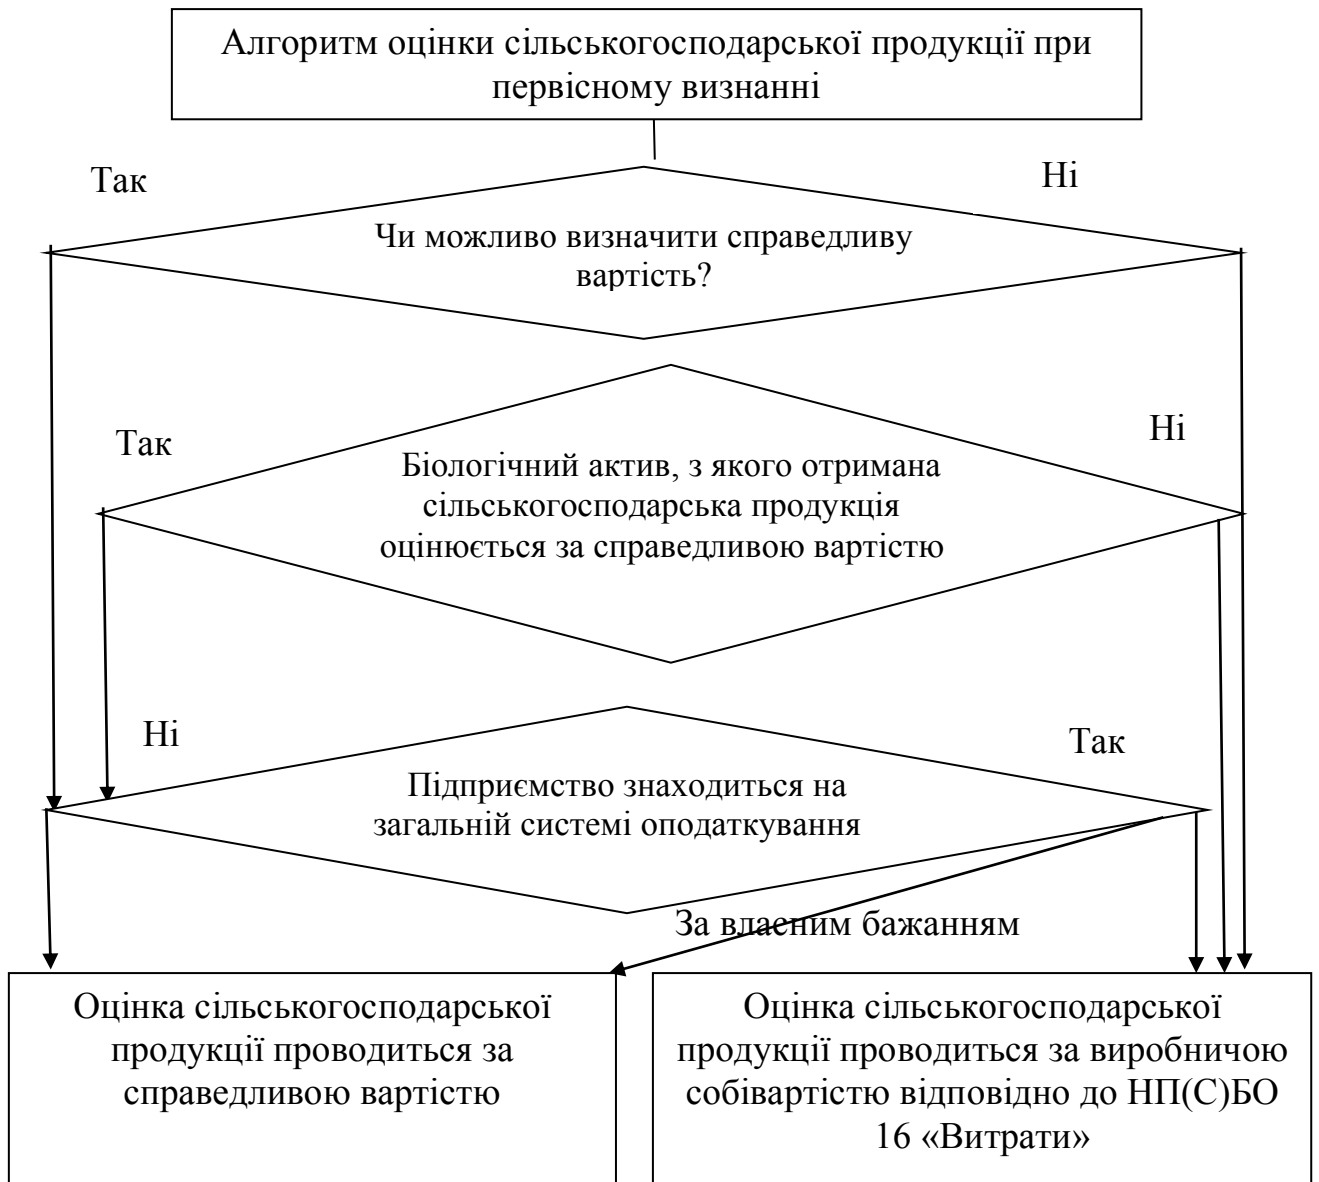 Алгоритм оцінки сільськогосподарської продукції при
первісному визнанні
Так
Ні
Чи можливо визначити справедливу
вартість?
Так
Ні
Біологічний актив, з якого отримана
сільськогосподарська продукція
оцінюється за справедливою вартістю
Ні
Так
Підприємство знаходиться на
загальній системі оподаткування
За власним бажанням
Оцінка сільськогосподарської
продукції проводиться за
справедливою вартістю
Оцінка сільськогосподарської
продукції проводиться за виробничою
собівартістю відповідно до НП(С)БО
16 «Витрати»